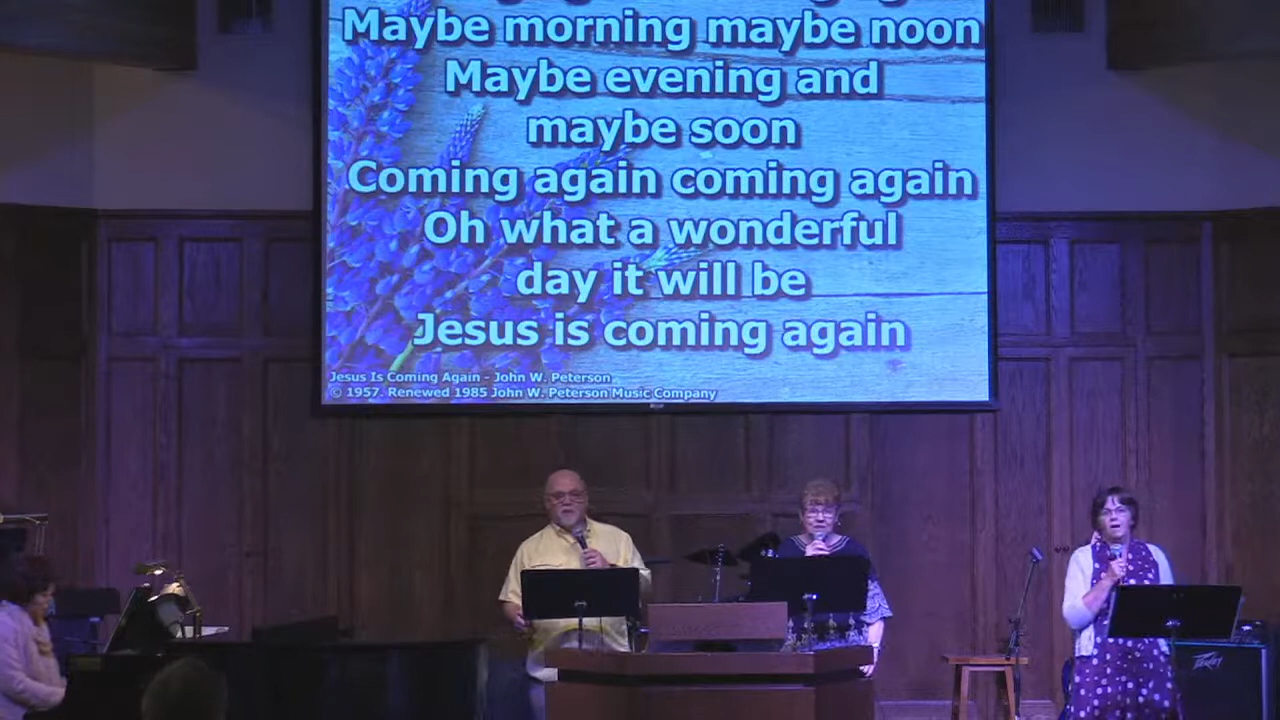 Maybe morning maybe noon
Maybe evening and
maybe soon
Coming again coming again
Oh what a wonderful
day it will be
Jesus is coming again
Jesus Is Coming Again - John W. Peterson
© 1957. Renewed 1985 John W. Peterson Music Company
PEAVEY